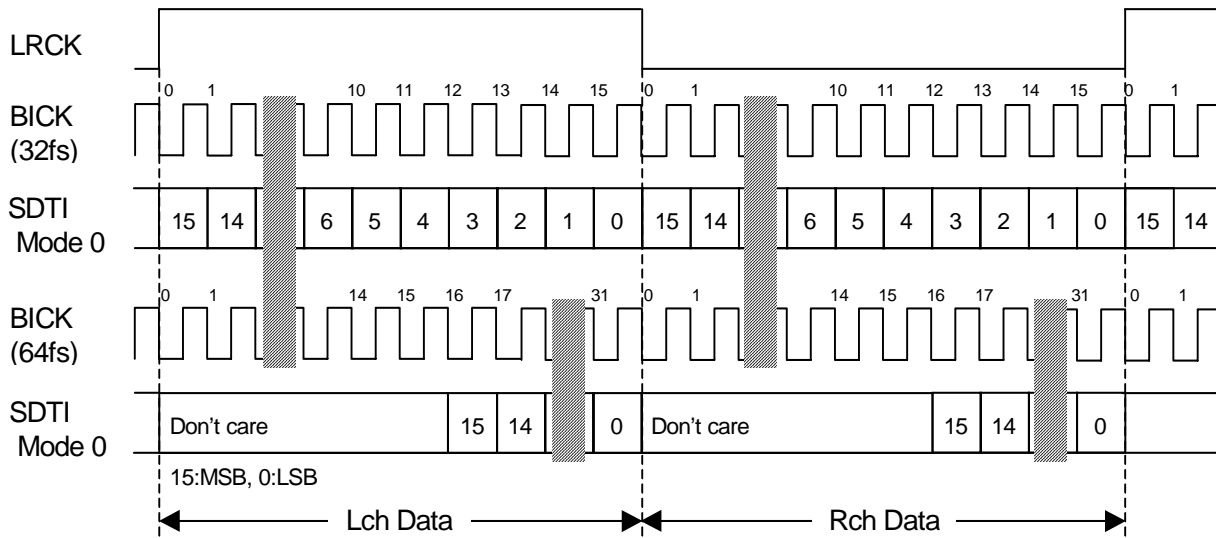 LRCK
0 1 10 11 12 13 14 15 0 1 10 11 12 13 14 15 0 1
BICK
(32fs)
SDTI
Mode 0
15 14 6 5 4 3 2 1 0 15 14 6 5 4 3 2 1 0 15 14
0 1 14 15 16 17 31 0 1 14 15 16 17 31 0 1
BICK
(64fs)
SDTI
Mode 0
Don't care 15 14 0 Don't care 15 14 0
15:MSB, 0:LSB
Lch Data Rch Data